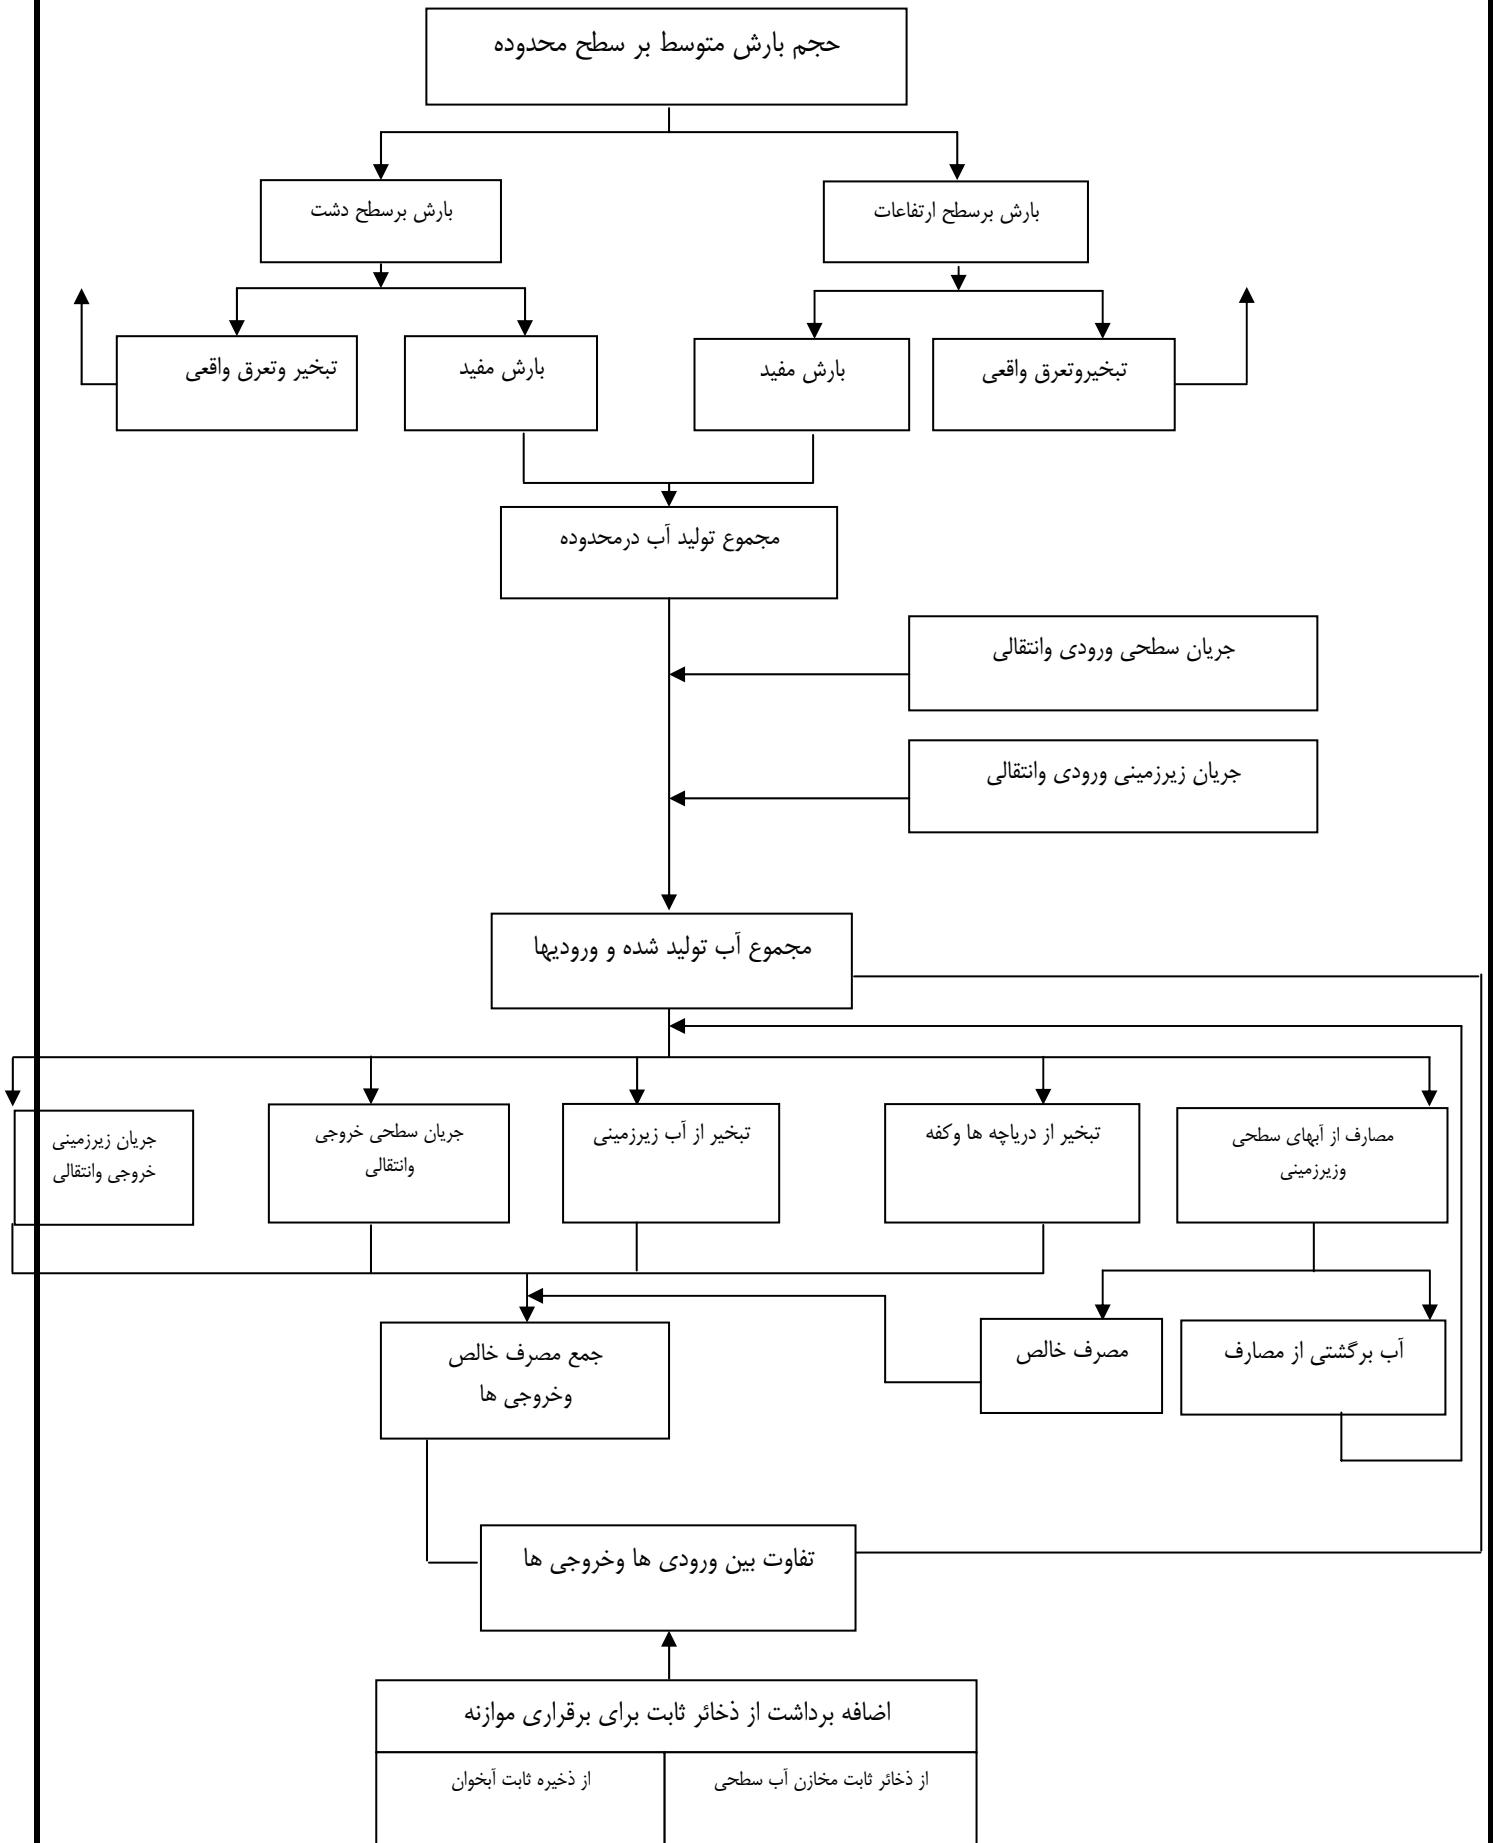 حجم بارش متوسط بر سطح محدوده
بارش برسطح ارتفاعات
بارش برسطح دشت
تبخیروتعرق واقعی
بارش مفید
بارش مفید
تبخیر وتعرق واقعی
مجموع تولید آب درمحدوده
جریان سطحی ورودی وانتقالی
جریان زیرزمینی ورودی وانتقالی
مجموع آب تولید شده و ورودیها
مصارف از آبهای سطحی
وزیرزمینی
تبخیر از دریاچه ها وکفه
تبخیر از آب زیرزمینی
جریان سطحی خروجی
وانتقالی
جریان زیرزمینی
خروجی وانتقالی
آب برگشتی از مصارف
مصرف خالص
جمع مصرف خالص
وخروجی ها
تفاوت بین ورودی ها وخروجی ها
اضافه برداشت از ذخائر ثابت برای برقراری موازنه
از ذخائر ثابت مخازن آب سطحی
از ذخیره ثابت آبخوان